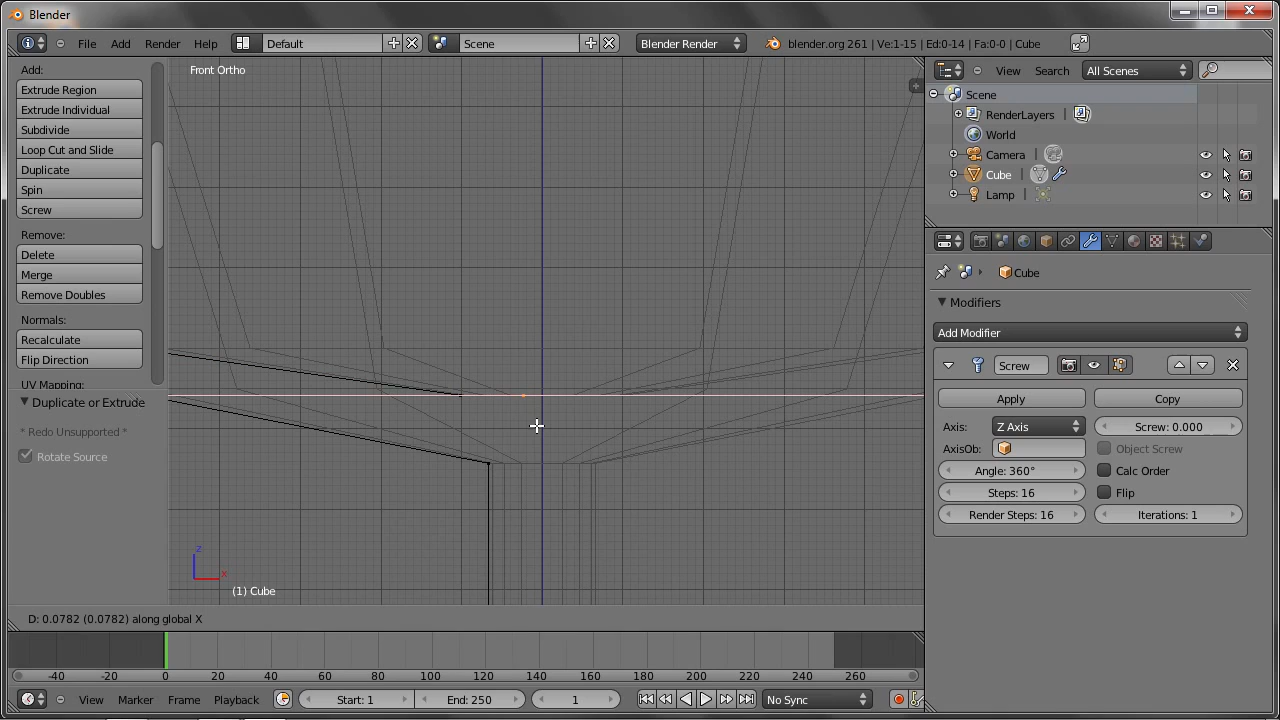 Blender
File Add Render Help Default Scene Blender Render blender.org 261 | Ve:1-15 | Ed:0-14 | Fa:0-0 | Cube
Add:
Extrude Region
Extrude Individual
Subdivide
Loop Cut and Slide
Duplicate
Spin
Screw
Remove:
Delete
Merge
Remove Doubles
Normals:
Recalculate
Flip Direction
UV Mapping:
Duplicate or Extrude
* Redo Unsupported *
Rotate Source
Front Ortho
z
x
(1) Cube
D: 0.0782 (0.0782) along global X
-40 -20 0 20 40 60 80 100 120 140 160 180 200 220 240 260
View Marker Frame Playback Start: 1 End: 250 1 No Sync
View Search All Scenes
Scene
RenderLayers |
World
Camera |
Cube |
Lamp |
Cube
Modifiers
Add Modifier
Screw
Apply Copy
Axis: Z Axis Screw: 0.000
AxisOb: Object Screw
Angle: 360° Calc Order
Steps: 16 Flip
Render Steps: 16 Iterations: 1